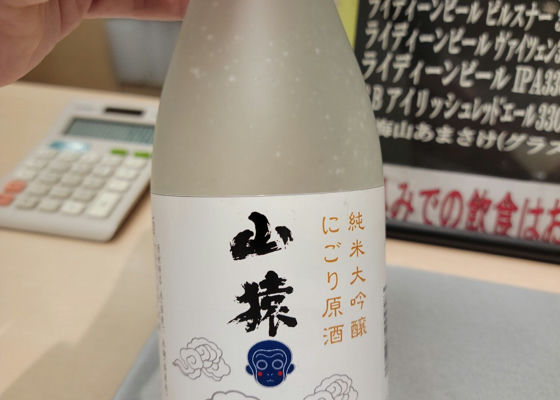 山猿
純米大吟醸
にごり原酒
ライディーンビール ピルスナー
ライディーンビール ヴァイツェン
ライディーンビール IPA330
アイリッシュレッドエール 330
山あまさけ(グラス
みでの飲食はお